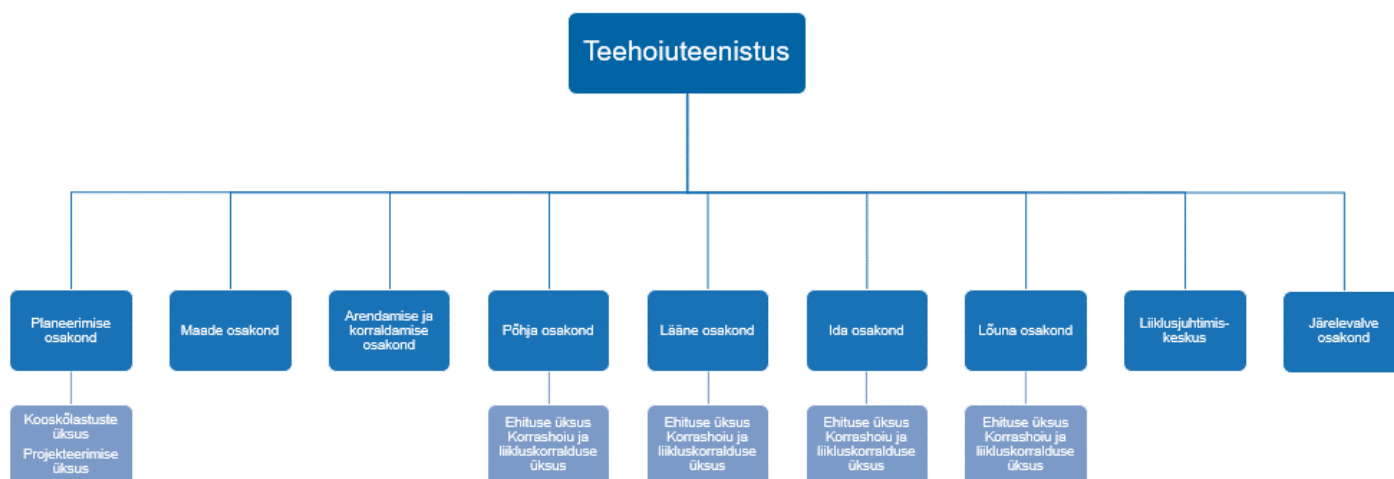 Teehoiuteenistus
Planeerimise
osakond
Maade osakond
Arendamise ja
korraldamise
osakond
Põhja osakond
Lääne osakond
Ida osakond
Lõuna osakond
Liiklusjuhtimis-
keskus
Järelevalve
osakond
Kooskõlastuste
üksus
Projekteerimise
üksus
Ehituse üksus
Korrashoiu ja
liikluskorralduse
üksus
Ehituse üksus
Korrashoiu ja
liikluskorralduse
üksus
Ehituse üksus
Korrashoiu ja
liikluskorralduse
üksus
Ehituse üksus
Korrashoiu ja
liikluskorralduse
üksus